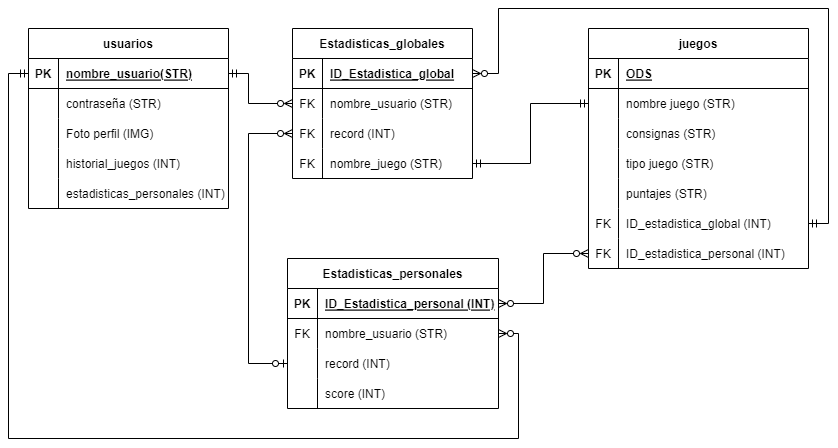 usuarios
PK nombre_usuario(STR)
contraseña (STR)
Foto perfil (IMG)
historial_juegos (INT)
estadisticas_personales (INT)
Estadisticas_globales
PK ID_Estadistica_global
FK nombre_usuario (STR)
FK record (INT)
FK nombre_juego (STR)
juegos
PK ODS
nombre juego (STR)
consignas (STR)
tipo juego (STR)
puntajes (STR)
FK ID_estadistica_global (INT)
FK ID_estadistica_personal (INT)
Estadisticas_personales
PK ID_Estadistica_personal (INT)
FK nombre_usuario (STR)
record (INT)
score (INT)